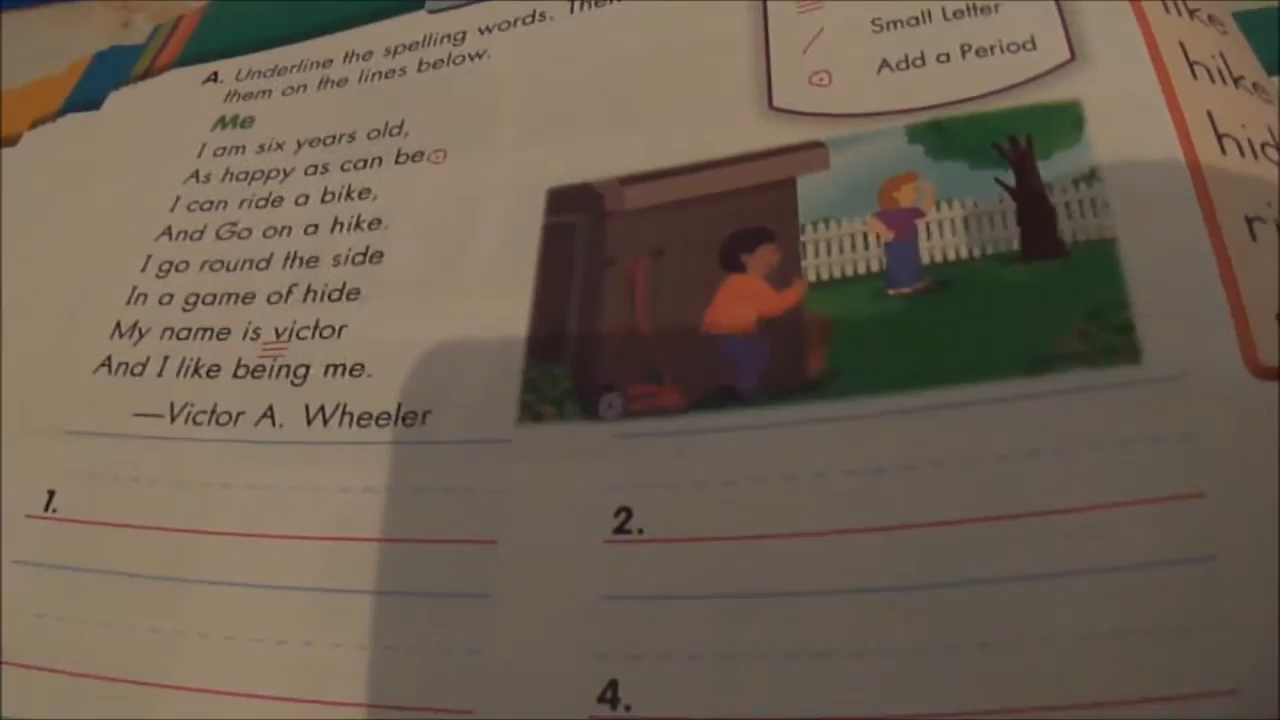 A. Underline the spelling words.
them on the lines below.
Me
I am six years old,
As happy as can be
I can ride a bike,
And Go on a hike.
I go round the side
In a game of hide
My name is victor
And I like being me.
—Victor A. Wheeler
1.
2.
4.
Small Letter
Add a Period
like
hike